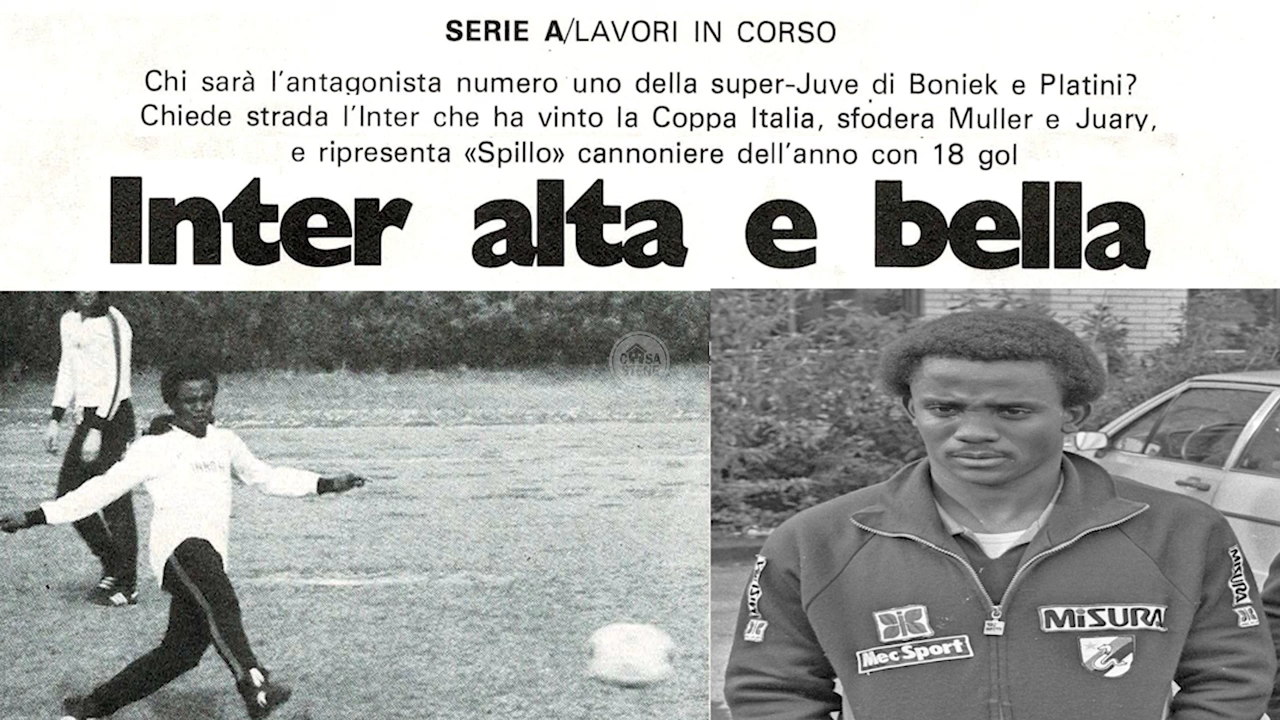 SERIE A/LAVORI IN CORSO
Chi sarà l'antagonista numero uno della super-Juve di Boniek e Platini?
Chiede strada l'Inter che ha vinto la Coppa Italia, sfodera Muller e Juary,
e ripresenta «Spillo» cannoniere dell'anno con 18 gol
Inter alta e bella
MiSURA
MecSport
MiSURA